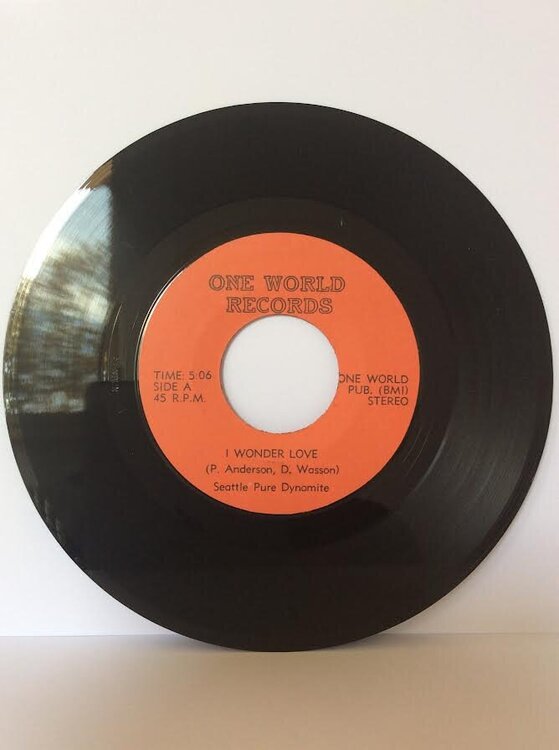 ONE WORLD
RECORDS
TIME: 5:06
SIDE A
45 R.P.M.
ONE WORLD
PUB. (BMI)
STEREO
I WONDER LOVE
(P. Anderson, D. Wasson)
Seattle Pure Dynamite